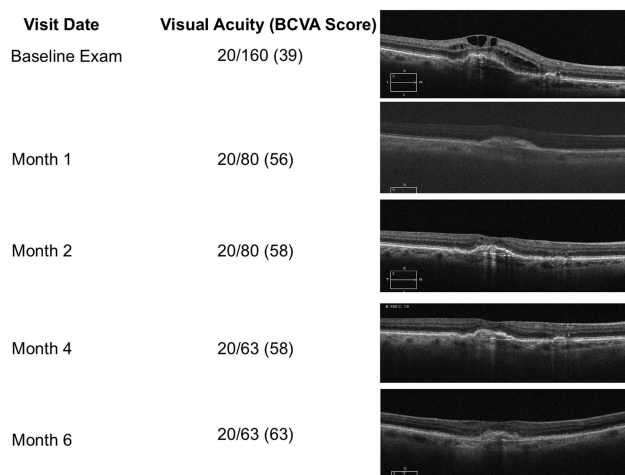 Visit Date Visual Acuity (BCVA Score)
Baseline Exam 20/160 (39)
Month 1 20/80 (56)
Month 2 20/80 (58)
Month 4 20/63 (58)
Month 6 20/63 (63)